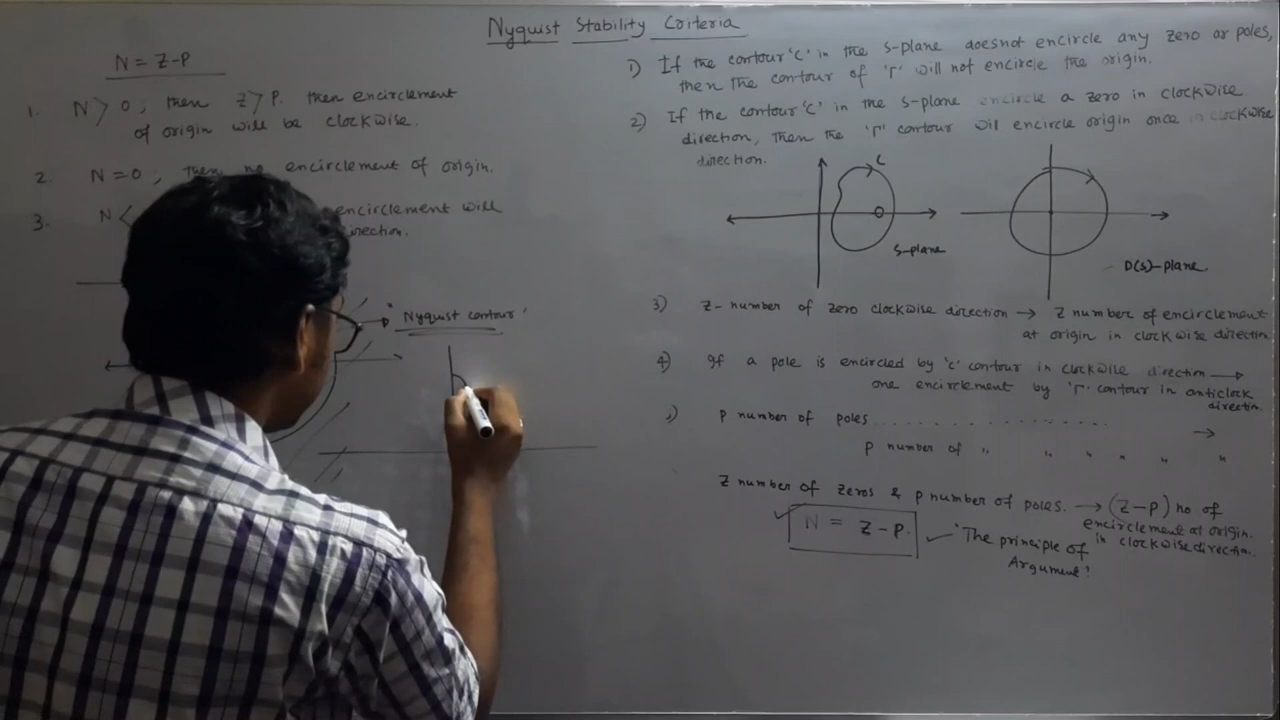 Nyquist Stability Criteria
N = Z-P
1. N > 0 , then Z > P. then encirclement
of origin will be clockwise.
2. N = 0 ; then no encirclement of origin.
3. N < encirclement will
direction.
"Nyquist contour'
1) If the contour 'C' in the s-plane doesnot encircle any zero or poles,
then the contour of 'Γ' will not encircle the origin.
2) If the contour 'C' in the s-plane encircle a zero in clockwise
direction, then the 'Γ' contour will encircle origin once in clockwise
direction.
C
s-plane
D(s)-plane
3) Z- number of zero clockwise direction → Z number of encirclement
at origin in clockwise direction
4) If a pole is encircled by 'C' contour in clockwise direction →
one encirclement by 'Γ' contour in anticlock
direction.
P number of poles . . . . . . . . . . . . . . →
P number of " " " " " "
Z number of zeros & P number of poles. → (Z-P) no of
encirclement at origin.
in clockwise direction.
N = Z-P.
'The principle of
Argument'